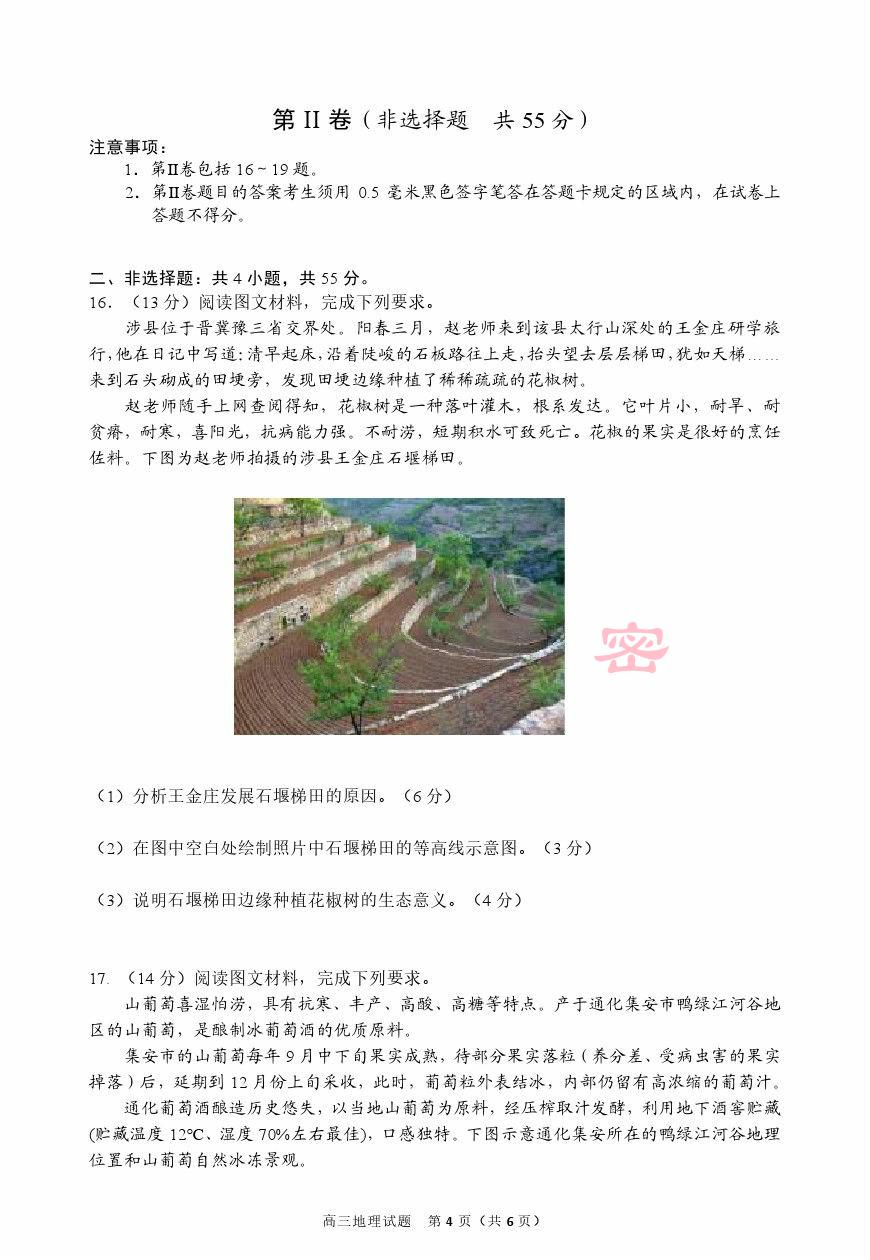 第 II 卷（非选择题　共 55 分）
注意事项：
1．第II卷包括 16～19 题。
2．第II卷题目的答案考生须用 0.5 毫米黑色签字笔答在答题卡规定的区域内，在试卷上
答题不得分。
二、非选择题：共 4 小题，共 55 分。
16．（13 分）阅读图文材料，完成下列要求。
涉县位于晋冀豫三省交界处。阳春三月，赵老师来到该县太行山深处的王金庄研学旅
行，他在日记中写道：清早起床，沿着陡峻的石板路往上走，抬头望去层层梯田，犹如天梯……
来到石头砌成的田埂旁，发现田埂边缘种植了稀稀疏疏的花椒树。
赵老师随手上网查阅得知，花椒树是一种落叶灌木，根系发达。它叶片小，耐旱、耐
贫瘠，耐寒，喜阳光，抗病能力强。不耐涝，短期积水可致死亡。花椒的果实是很好的烹饪
佐料。下图为赵老师拍摄的涉县王金庄石堰梯田。
密
（1）分析王金庄发展石堰梯田的原因。（6 分）
（2）在图中空白处绘制照片中石堰梯田的等高线示意图。（3 分）
（3）说明石堰梯田边缘种植花椒树的生态意义。（4 分）
17. （14 分）阅读图文材料，完成下列要求。
山葡萄喜湿怕涝，具有抗寒、丰产、高酸、高糖等特点。产于通化集安市鸭绿江河谷地
区的山葡萄，是酿制冰葡萄酒的优质原料。
集安市的山葡萄每年 9 月中下旬果实成熟，待部分果实落粒（养分差、受病虫害的果实
掉落）后，延期到 12 月份上旬采收，此时，葡萄粒外表结冰，内部仍留有高浓缩的葡萄汁。
通化葡萄酒酿造历史悠失，以当地山葡萄为原料，经压榨取汁发酵，利用地下酒窖贮藏
(贮藏温度 12℃、湿度 70%左右最佳)，口感独特。下图示意通化集安所在的鸭绿江河谷地理
位置和山葡萄自然冰冻景观。
高三地理试题　第 4 页（共 6 页）